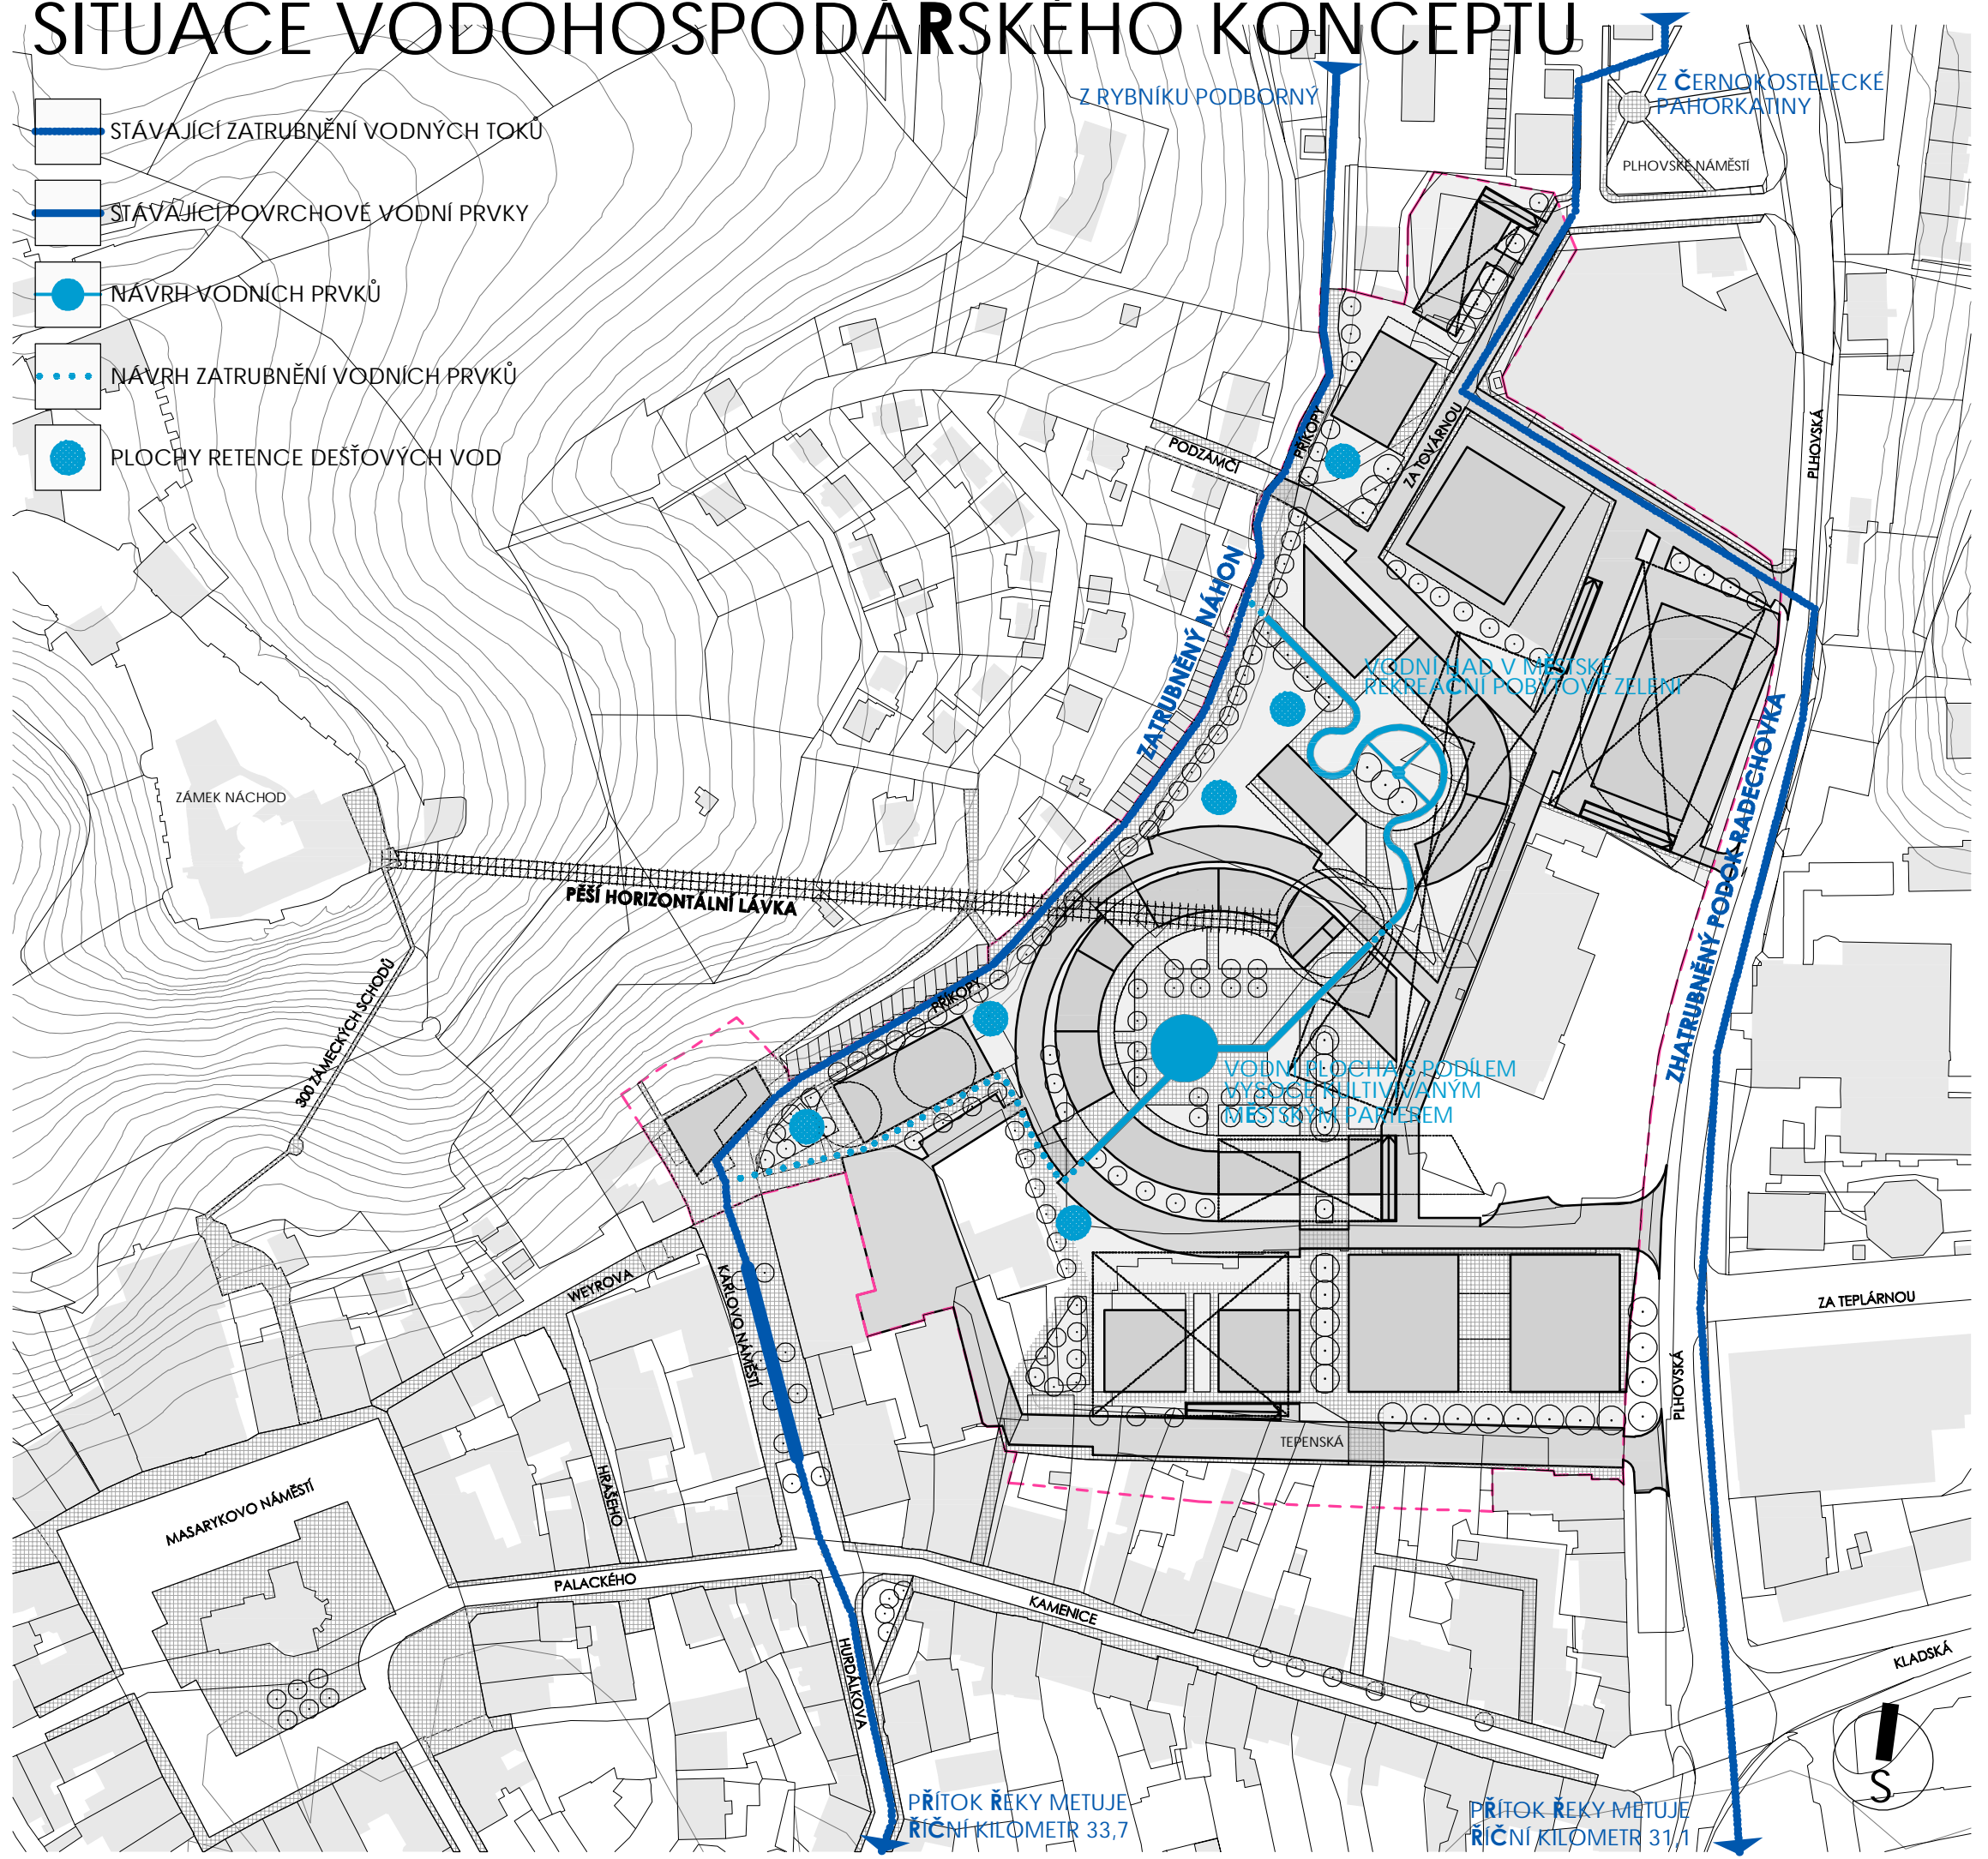 SITUACE VODOHOSPODÁŘSKÉHO KONCEPTU
STÁVAJÍCÍ ZATRUBNĚNÍ VODNÝCH TOKŮ
STÁVAJÍCÍ POVRCHOVÉ VODNÍ PRVKY
NÁVRH VODNÍCH PRVKŮ
NÁVRH ZATRUBNĚNÍ VODNÍCH PRVKŮ
PLOCHY RETENCE DEŠŤOVÝCH VOD
Z RYBNÍKU PODBORNÝ
Z ČERNOKOSTELECKÉ
PAHORKATINY
PLHOVSKÉ NÁMĚSTÍ
PŘÍKOPY
ZA TOVÁRNOU
PLHOVSKÁ
PODZÁMČÍ
ZATRUBNĚNÝ NÁHON
VODNÍ HAD V MĚSTSKÉ
REKREAČNÍ POBYTOVÉ ZELENI
ZÁMEK NÁCHOD
PĚŠÍ HORIZONTÁLNÍ LÁVKA
ZHATRUBNĚNÝ PODOK RADECHOVKA
300 ZÁMECKÝCH SCHODŮ
PŘÍKOPY
VODNÍ PLOCHA S PODÍLEM
VYSOCE KULTIVIVANÝM
MĚSTSKÝM PARTEREM
WEYROVA
KARLOVO NÁMĚSTÍ
ZA TEPLÁRNOU
PLHOVSKÁ
TEPENSKÁ
MASARYKOVO NÁMĚSTÍ
HRAŠEHO
PALACKÉHO
KAMENICE
HURDÁLKOVA
KLADSKÁ
S
PŘÍTOK ŘEKY METUJE
ŘÍČNÍ KILOMETR 33,7
PŘÍTOK ŘEKY METUJE
ŘÍČNÍ KILOMETR 31,1